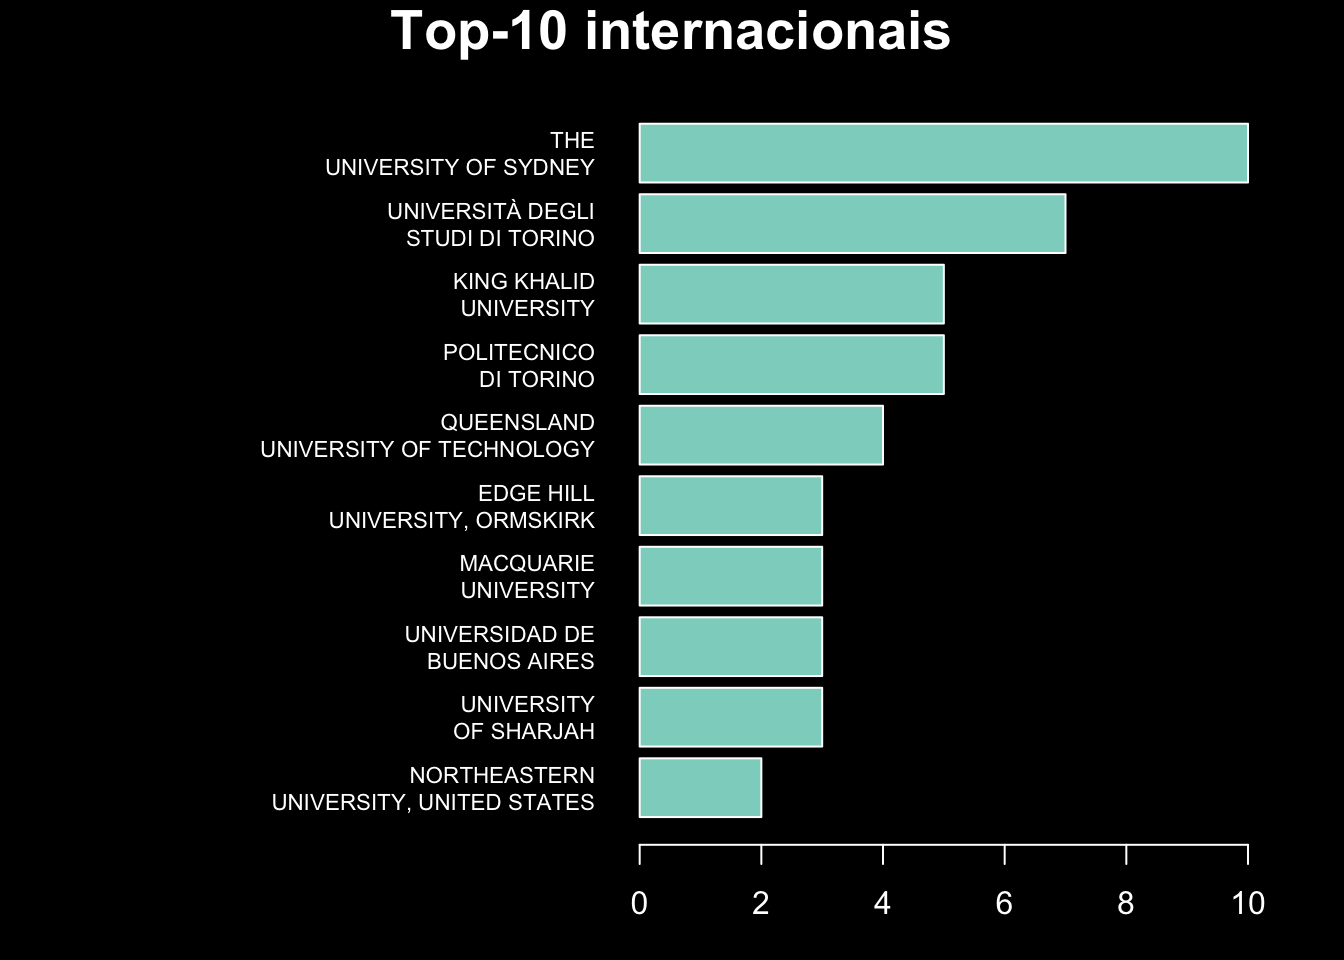 Top-10 internacionais
THE
UNIVERSITY OF SYDNEY
UNIVERSITÀ DEGLI
STUDI DI TORINO
KING KHALID
UNIVERSITY
POLITECNICO
DI TORINO
QUEENSLAND
UNIVERSITY OF TECHNOLOGY
EDGE HILL
UNIVERSITY, ORMSKIRK
MACQUARIE
UNIVERSITY
UNIVERSIDAD DE
BUENOS AIRES
UNIVERSITY
OF SHARJAH
NORTHEASTERN
UNIVERSITY, UNITED STATES
0 2 4 6 8 10